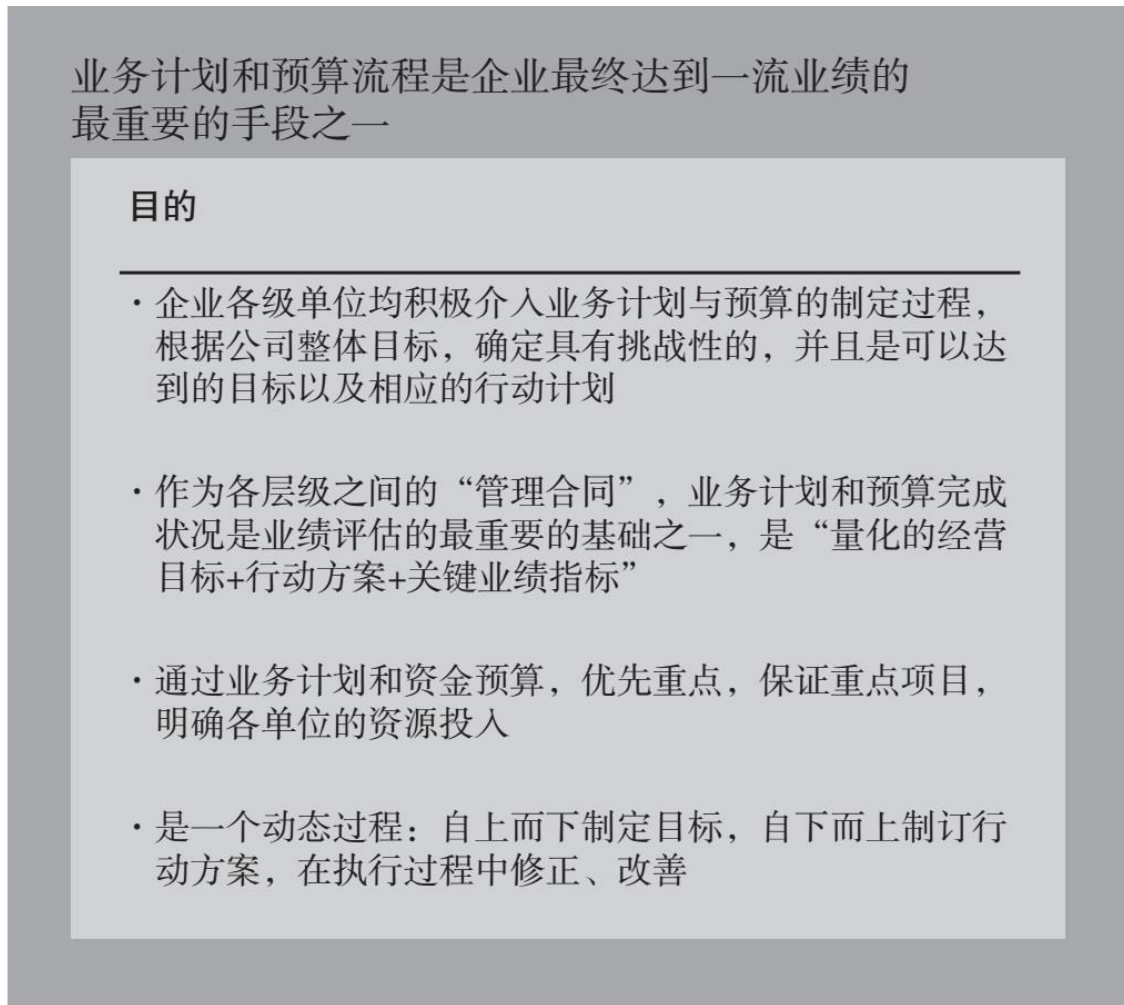 业务计划和预算流程是企业最终达到一流业绩的
最重要的手段之一
目的
·企业各级单位均积极介入业务计划与预算的制定过程，
根据公司整体目标，确定具有挑战性的，并且是可以达
到的目标以及相应的行动计划
·作为各层级之间的“管理合同”，业务计划和预算完成
状况是业绩评估的最重要的基础之一，是“量化的经营
目标+行动方案+关键业绩指标”
·通过业务计划和资金预算，优先重点，保证重点项目，
明确各单位的资源投入
·是一个动态过程：自上而下制定目标，自下而上制订行
动方案，在执行过程中修正、改善